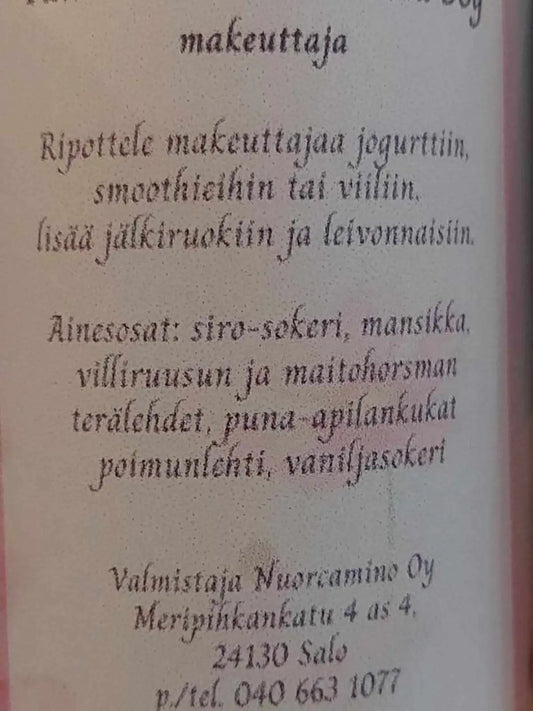 makeuttaja
Ripottele makeuttajaa jogurttiin,
smoothieihin tai viiliin,
lisää jälkiruokiin ja leivonnaisiin.
Ainesosat: siro-sokeri, mansikka,
villiruusun ja maitohorsman
terälehdet, puna-apilankukat
poimunlehti, vaniljasokeri
Valmistaja Nuorcamino Oy
Meripihkankatu 4 as 4,
24130 Salo
p./tel. 040 663 1077